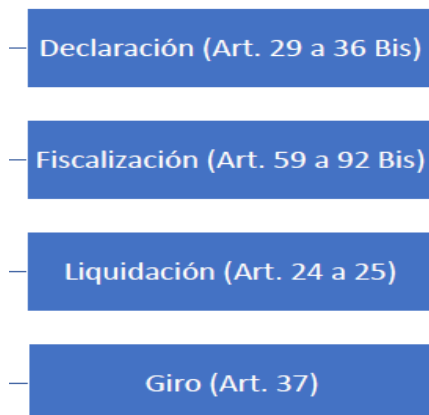 Declaración (Art. 29 a 36 Bis)
Fiscalización (Art. 59 a 92 Bis)
Liquidación (Art. 24 a 25)
Giro (Art. 37)